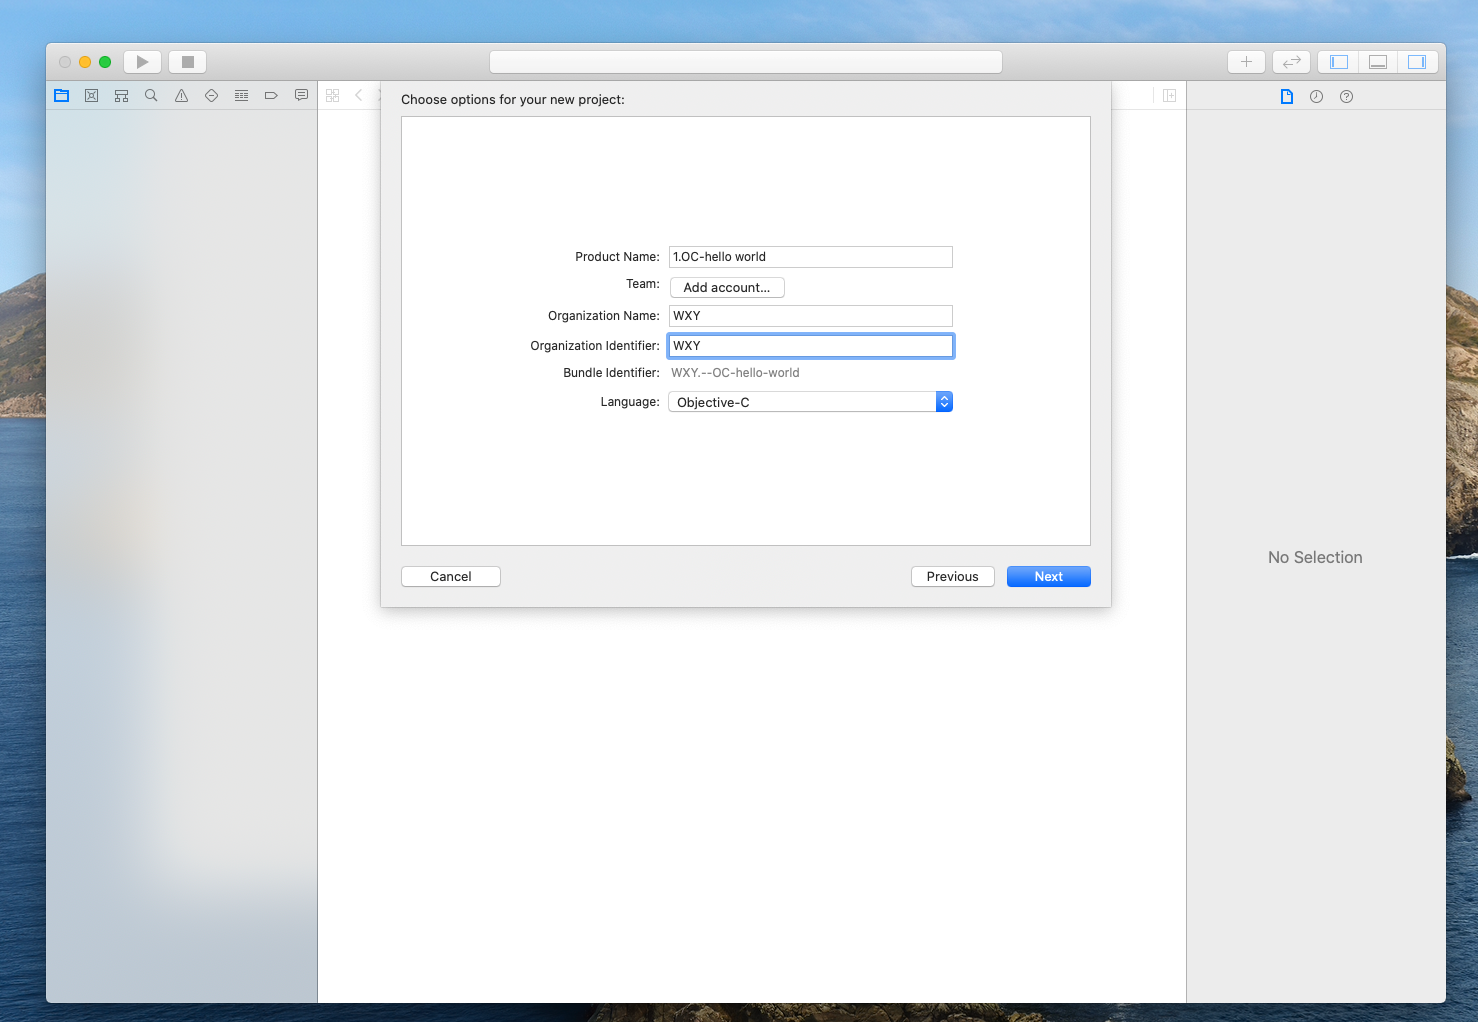 Choose options for your new project:
Product Name: 1.OC-hello world
Team: Add account...
Organization Name: WXY
Organization Identifier: WXY
Bundle Identifier: WXY.--OC-hello-world
Language: Objective-C
No Selection
Cancel Previous Next